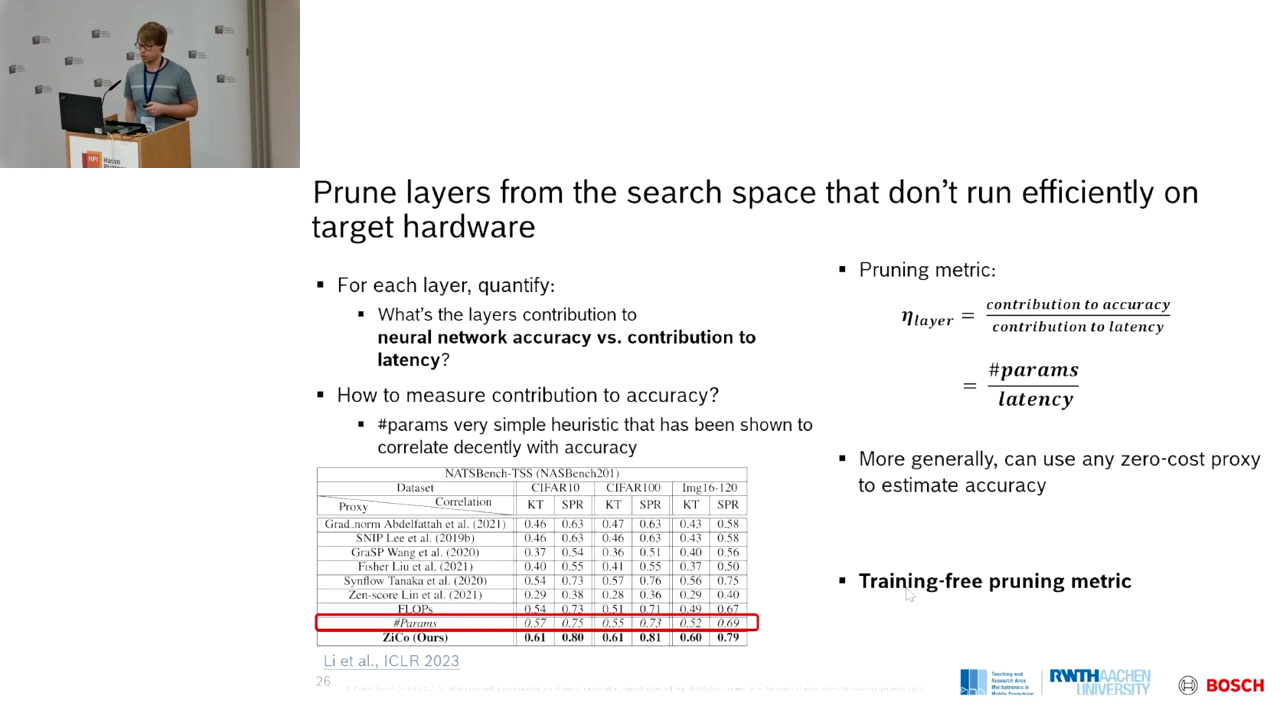 HPI
Hasso
Prune layers from the search space that don't run efficiently on
target hardware
▪ For each layer, quantify:
▪ What's the layers contribution to
neural network accuracy vs. contribution to
latency?
▪ How to measure contribution to accuracy?
▪ #params very simple heuristic that has been shown to
correlate decently with accuracy
NATSBench-TSS (NASBench201)
Dataset CIFAR10 CIFAR100 Img16-120
Proxy Correlation KT SPR KT SPR KT SPR
Grad_norm Abdelfattah et al. (2021) 0.46 0.63 0.47 0.63 0.43 0.58
SNIP Lee et al. (2019b) 0.46 0.63 0.46 0.63 0.43 0.58
GraSP Wang et al. (2020) 0.37 0.54 0.36 0.51 0.40 0.56
Fisher Liu et al. (2021) 0.40 0.55 0.41 0.55 0.37 0.50
Synflow Tanaka et al. (2020) 0.54 0.73 0.57 0.76 0.56 0.75
Zen-score Lin et al. (2021) 0.29 0.38 0.28 0.36 0.29 0.40
FLOPs 0.54 0.73 0.51 0.71 0.49 0.67
#Params 0.57 0.75 0.55 0.73 0.52 0.69
ZiCo (Ours) 0.61 0.80 0.61 0.81 0.60 0.79
Li et al., ICLR 2023
26
▪ Pruning metric:
η_layer = contribution to accuracy / contribution to latency
= #params / latency
▪ More generally, can use any zero-cost proxy
to estimate accuracy
▪ Training-free pruning metric
Teaching and
Research Area
Mechatronics in
Mobile Propulsion
RWTHAACHEN
UNIVERSITY
BOSCH